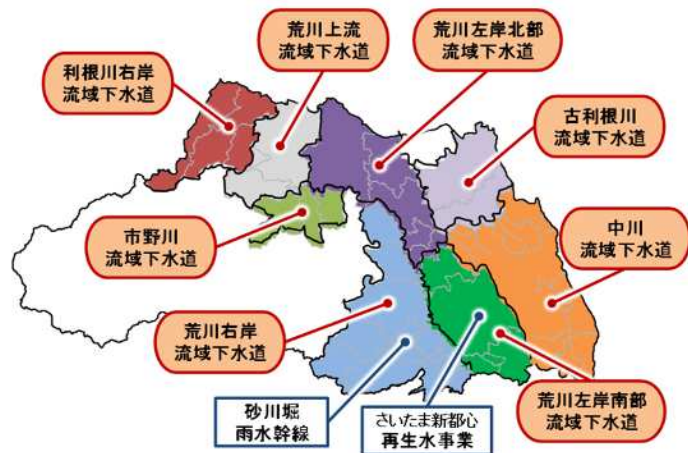 荒川上流
流域下水道
荒川左岸北部
流域下水道
利根川右岸
流域下水道
古利根川
流域下水道
市野川
流域下水道
中川
流域下水道
荒川右岸
流域下水道
砂川堀
雨水幹線
さいたま新都心
再生水事業
荒川左岸南部
流域下水道